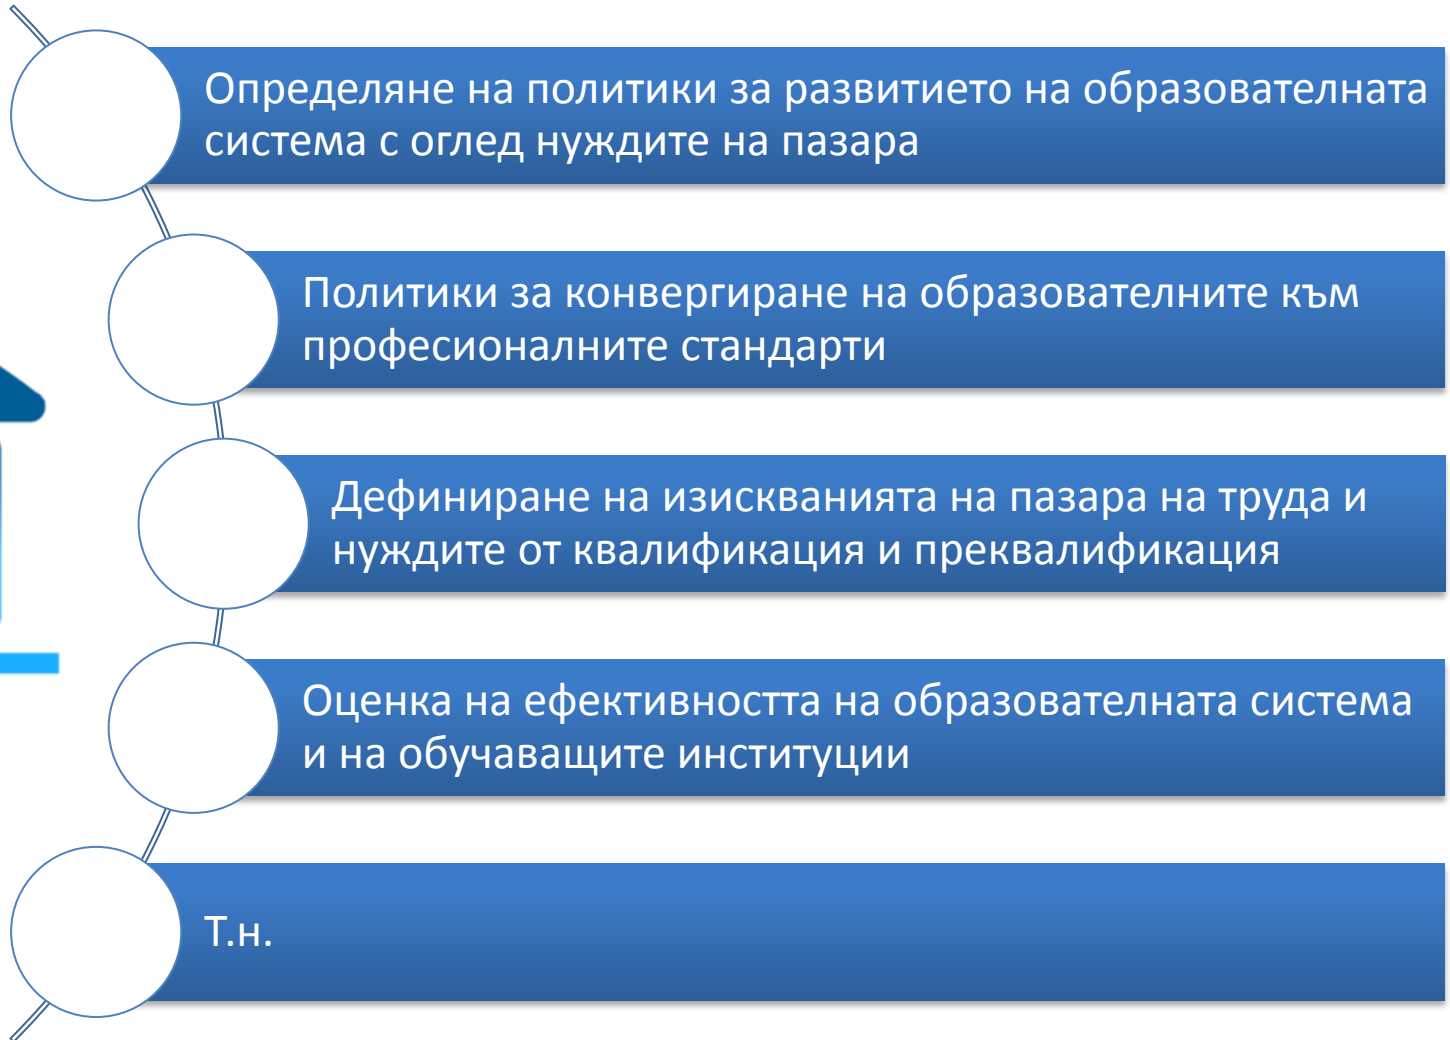 Определяне на политики за развитието на образователната
система с оглед нуждите на пазара
Политики за конвергиране на образователните към
професионалните стандарти
Дефиниране на изискванията на пазара на труда и
нуждите от квалификация и преквалификация
Оценка на ефективността на образователната система
и на обучаващите институции
Т.н.